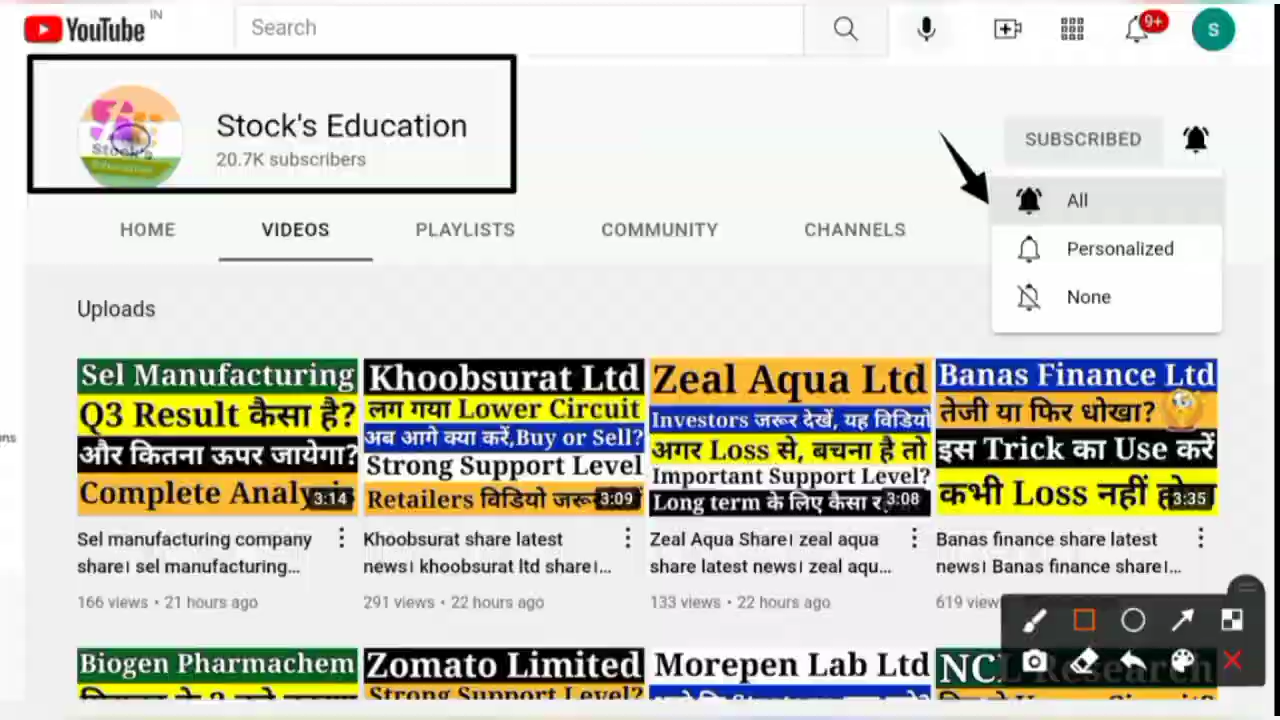 YouTube IN
Search
9+
S
Stock's Education
20.7K subscribers
SUBSCRIBED
All
Personalized
None
HOME VIDEOS PLAYLISTS COMMUNITY CHANNELS
Uploads
Sel Manufacturing
Q3 Result कैसा है?
और कितना ऊपर जायेगा?
Complete
3:14
Khoobsurat Ltd
लग गया Lower Circuit
अब आगे क्या करें,Buy or Sell?
Strong Support Level
Retailers विडियो
3:09
Zeal Aqua Ltd
Investors जरूर देखें, यह विडियो
अगर Loss से, बचना है तो
Important Support Level?
Long term के लिए कैसा
3:08
Banas Finance Ltd
तेजी या फिर धोखा?
इस Trick का Use करें
कभी Loss नहीं
3:35
Sel manufacturing company
share। sel manufacturing...
166 views • 21 hours ago
Khoobsurat share latest
news। khoobsurat ltd share।...
291 views • 22 hours ago
Zeal Aqua Share। zeal aqua
share latest news। zeal aqu...
133 views • 22 hours ago
Banas finance share latest
news। Banas finance share।...
619 view
Biogen Pharmachem
Zomato Limited
Strong Support Level?
Morepen Lab Ltd
NCL Research